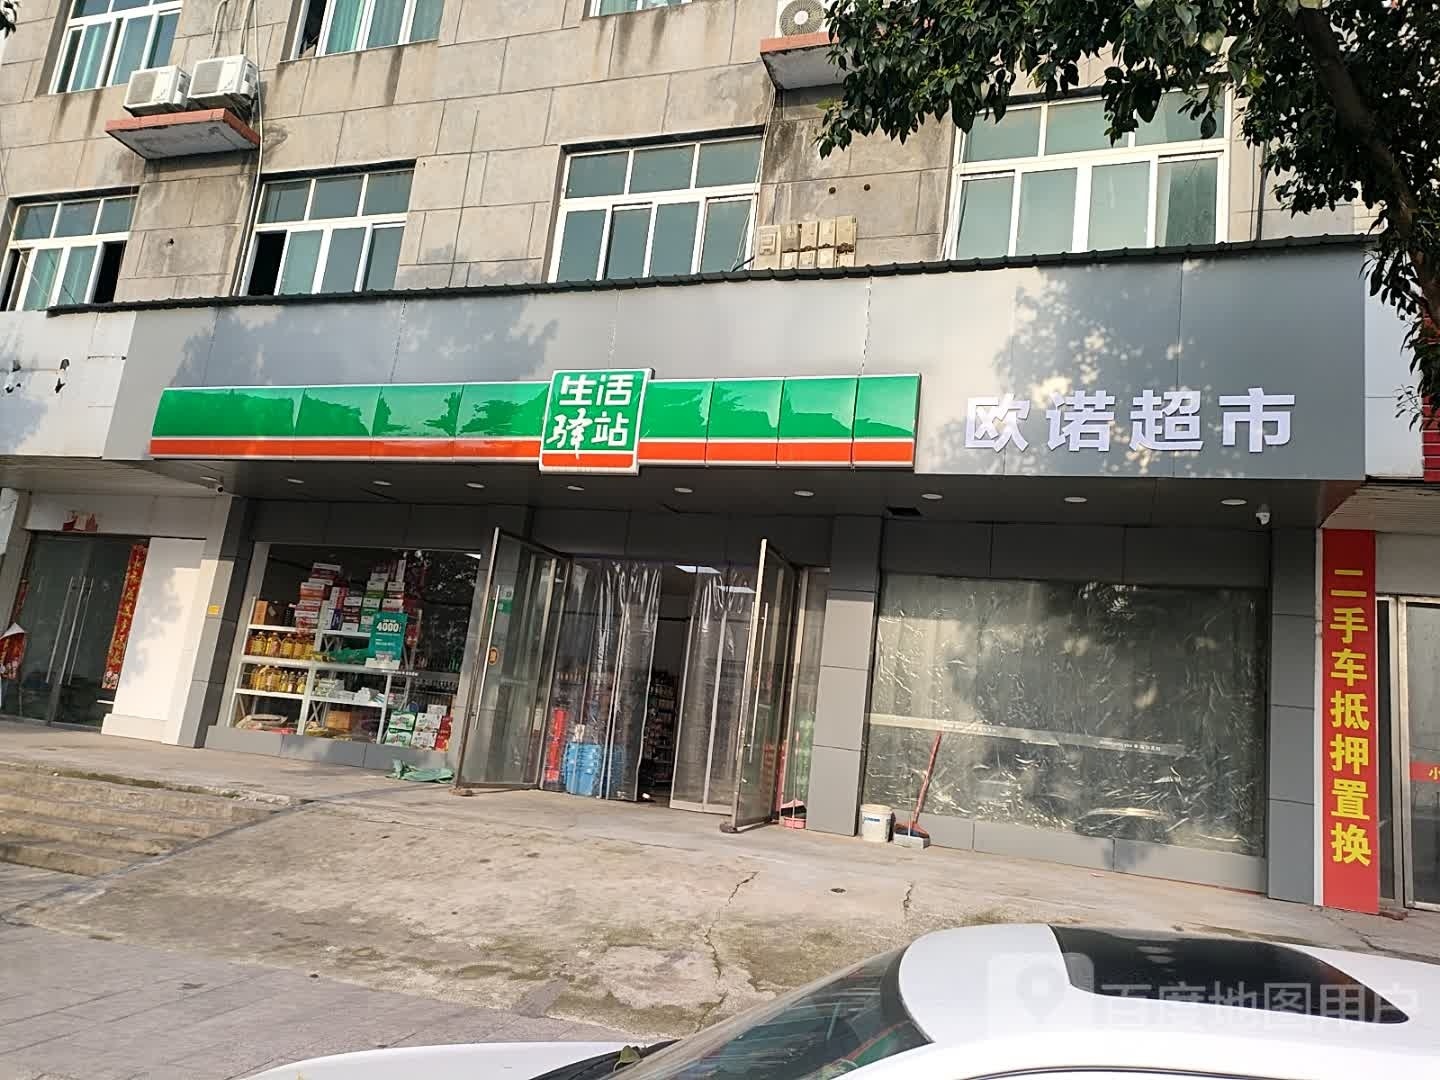 生活
驿站
欧诺超市
4000
二手车抵押置换
小
百度地图用户